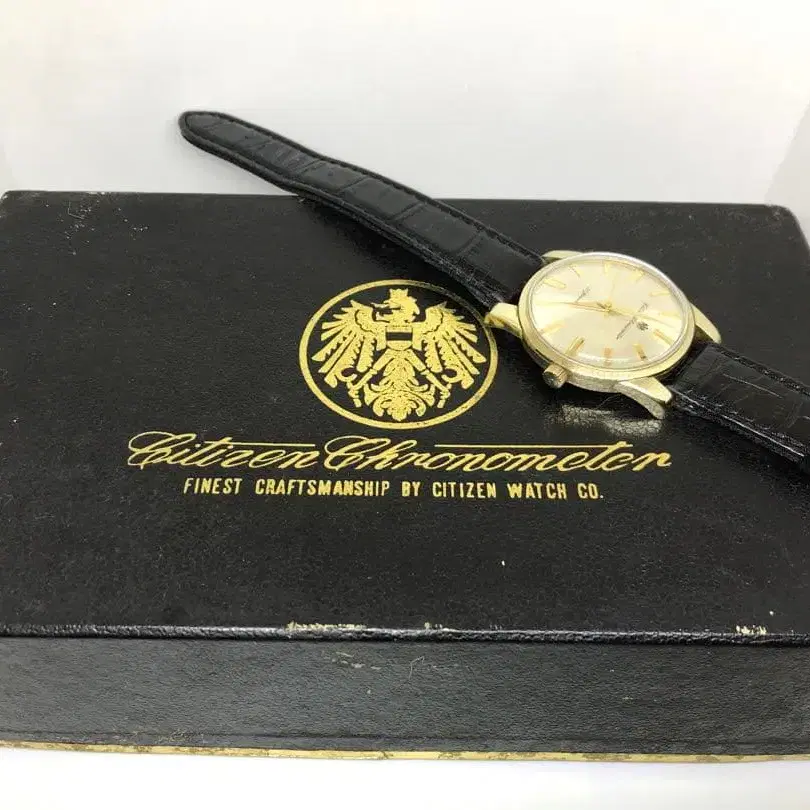 Citizen Chronometer
FINEST CRAFTSMANSHIP BY CITIZEN WATCH CO.